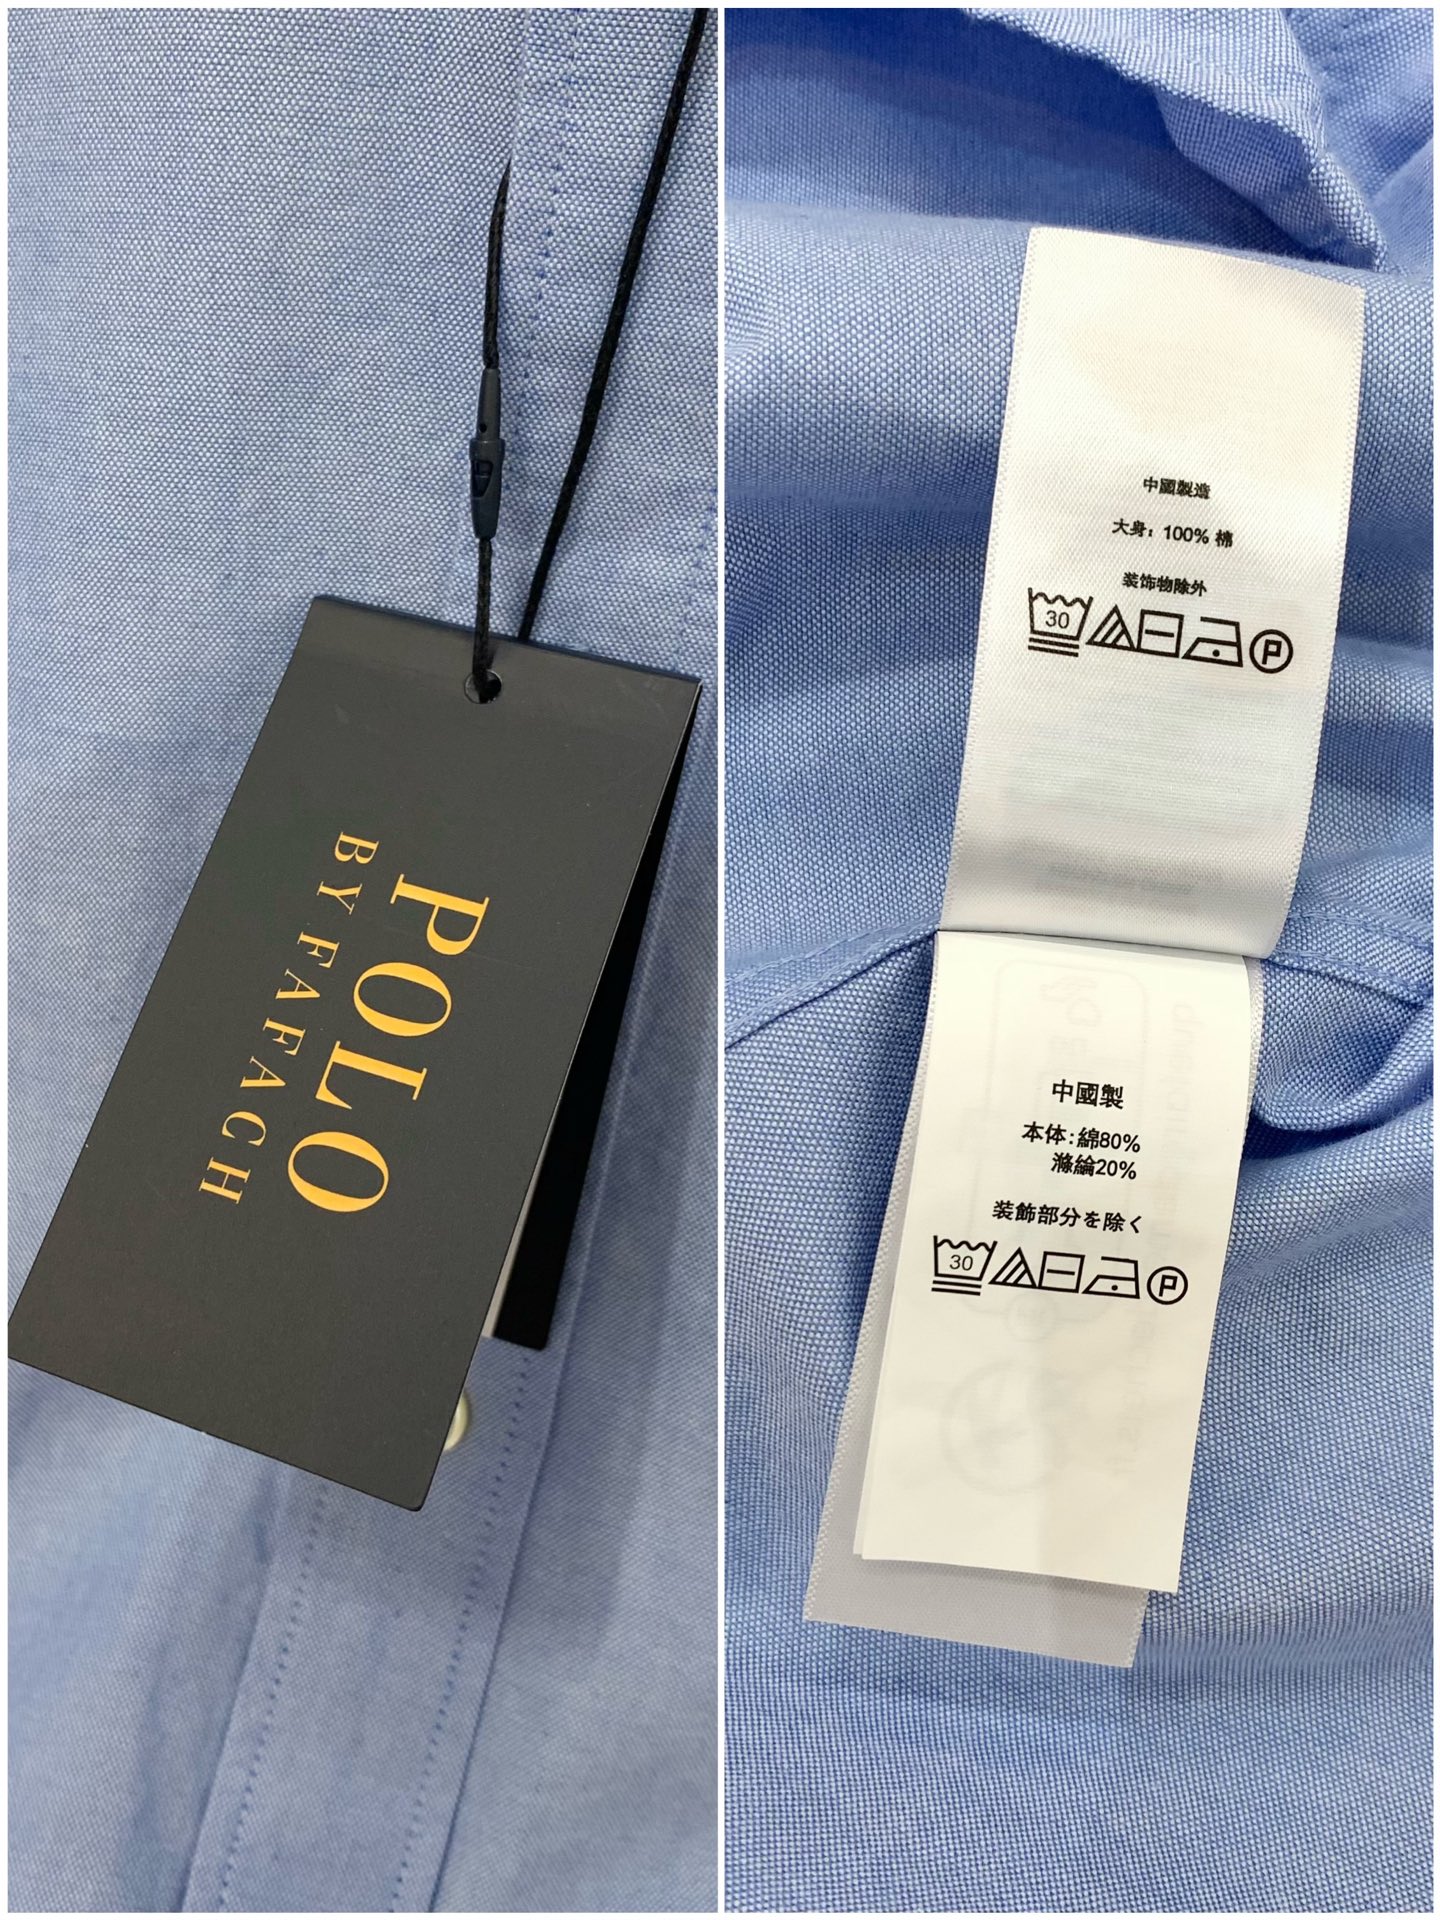 POLO
BY FAFACH
中國製造
大身：100% 棉
装饰物除外
30
P
中國製
本体：綿80%
滌綸20%
装飾部分を除く
30
P